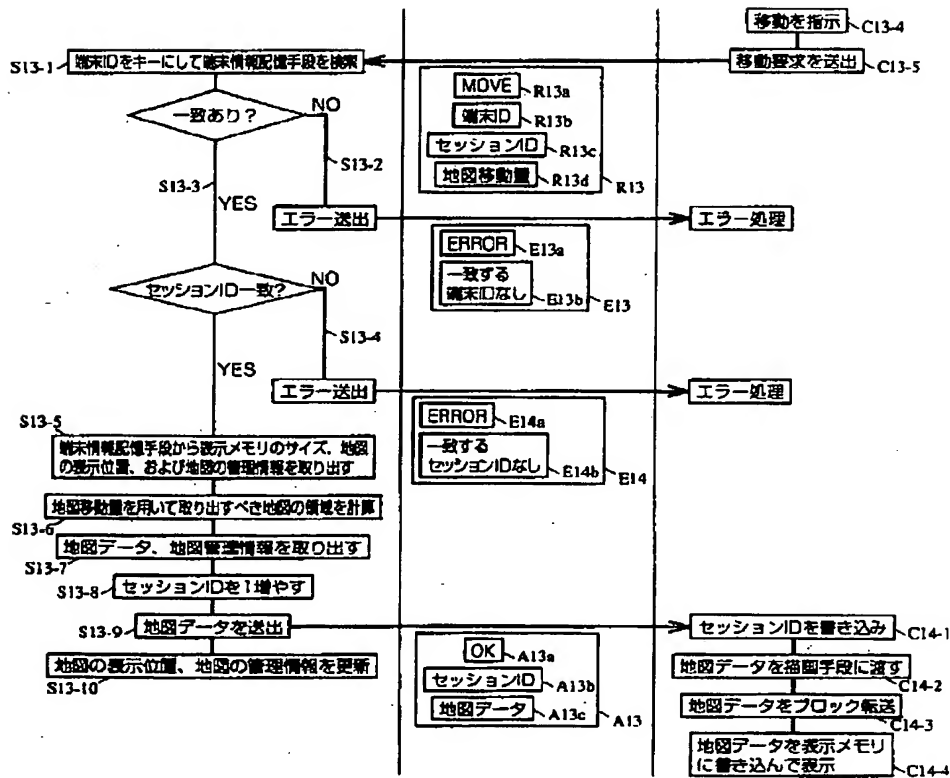 移動を指示
C13-4
S13-1
端末IDをキーにして端末情報記憶手段を検索
移動要求を送出
C13-5
MOVE
R13a
端末ID
R13b
セッションID
R13c
地図移動量
R13d
R13
一致あり？
NO
S13-2
S13-3
YES
エラー送出
エラー処理
ERROR
E13a
一致する
端末IDなし
E13b
E13
セッションID一致？
NO
S13-4
YES
エラー送出
エラー処理
ERROR
E14a
一致する
セッションIDなし
E14b
E14
S13-5
端末情報記憶手段から表示メモリのサイズ、地図
の表示位置、および地図の管理情報を取り出す
地図移動量を用いて取り出すべき地図の領域を計算
S13-6
地図データ、地図管理情報を取り出す
S13-7
セッションIDを1増やす
S13-8
地図データを送出
S13-9
セッションIDを書き込み
C14-1
地図の表示位置、地図の管理情報を更新
S13-10
OK
A13a
セッションID
A13b
地図データ
A13c
A13
地図データを描画手段に渡す
C14-2
地図データをブロック転送
C14-3
地図データを表示メモリ
に書き込んで表示
C14-4